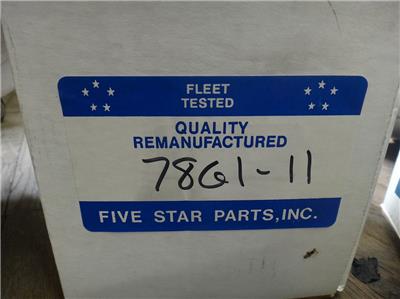 FLEET
TESTED
QUALITY
REMANUFACTURED
7861-11
FIVE STAR PARTS, INC.